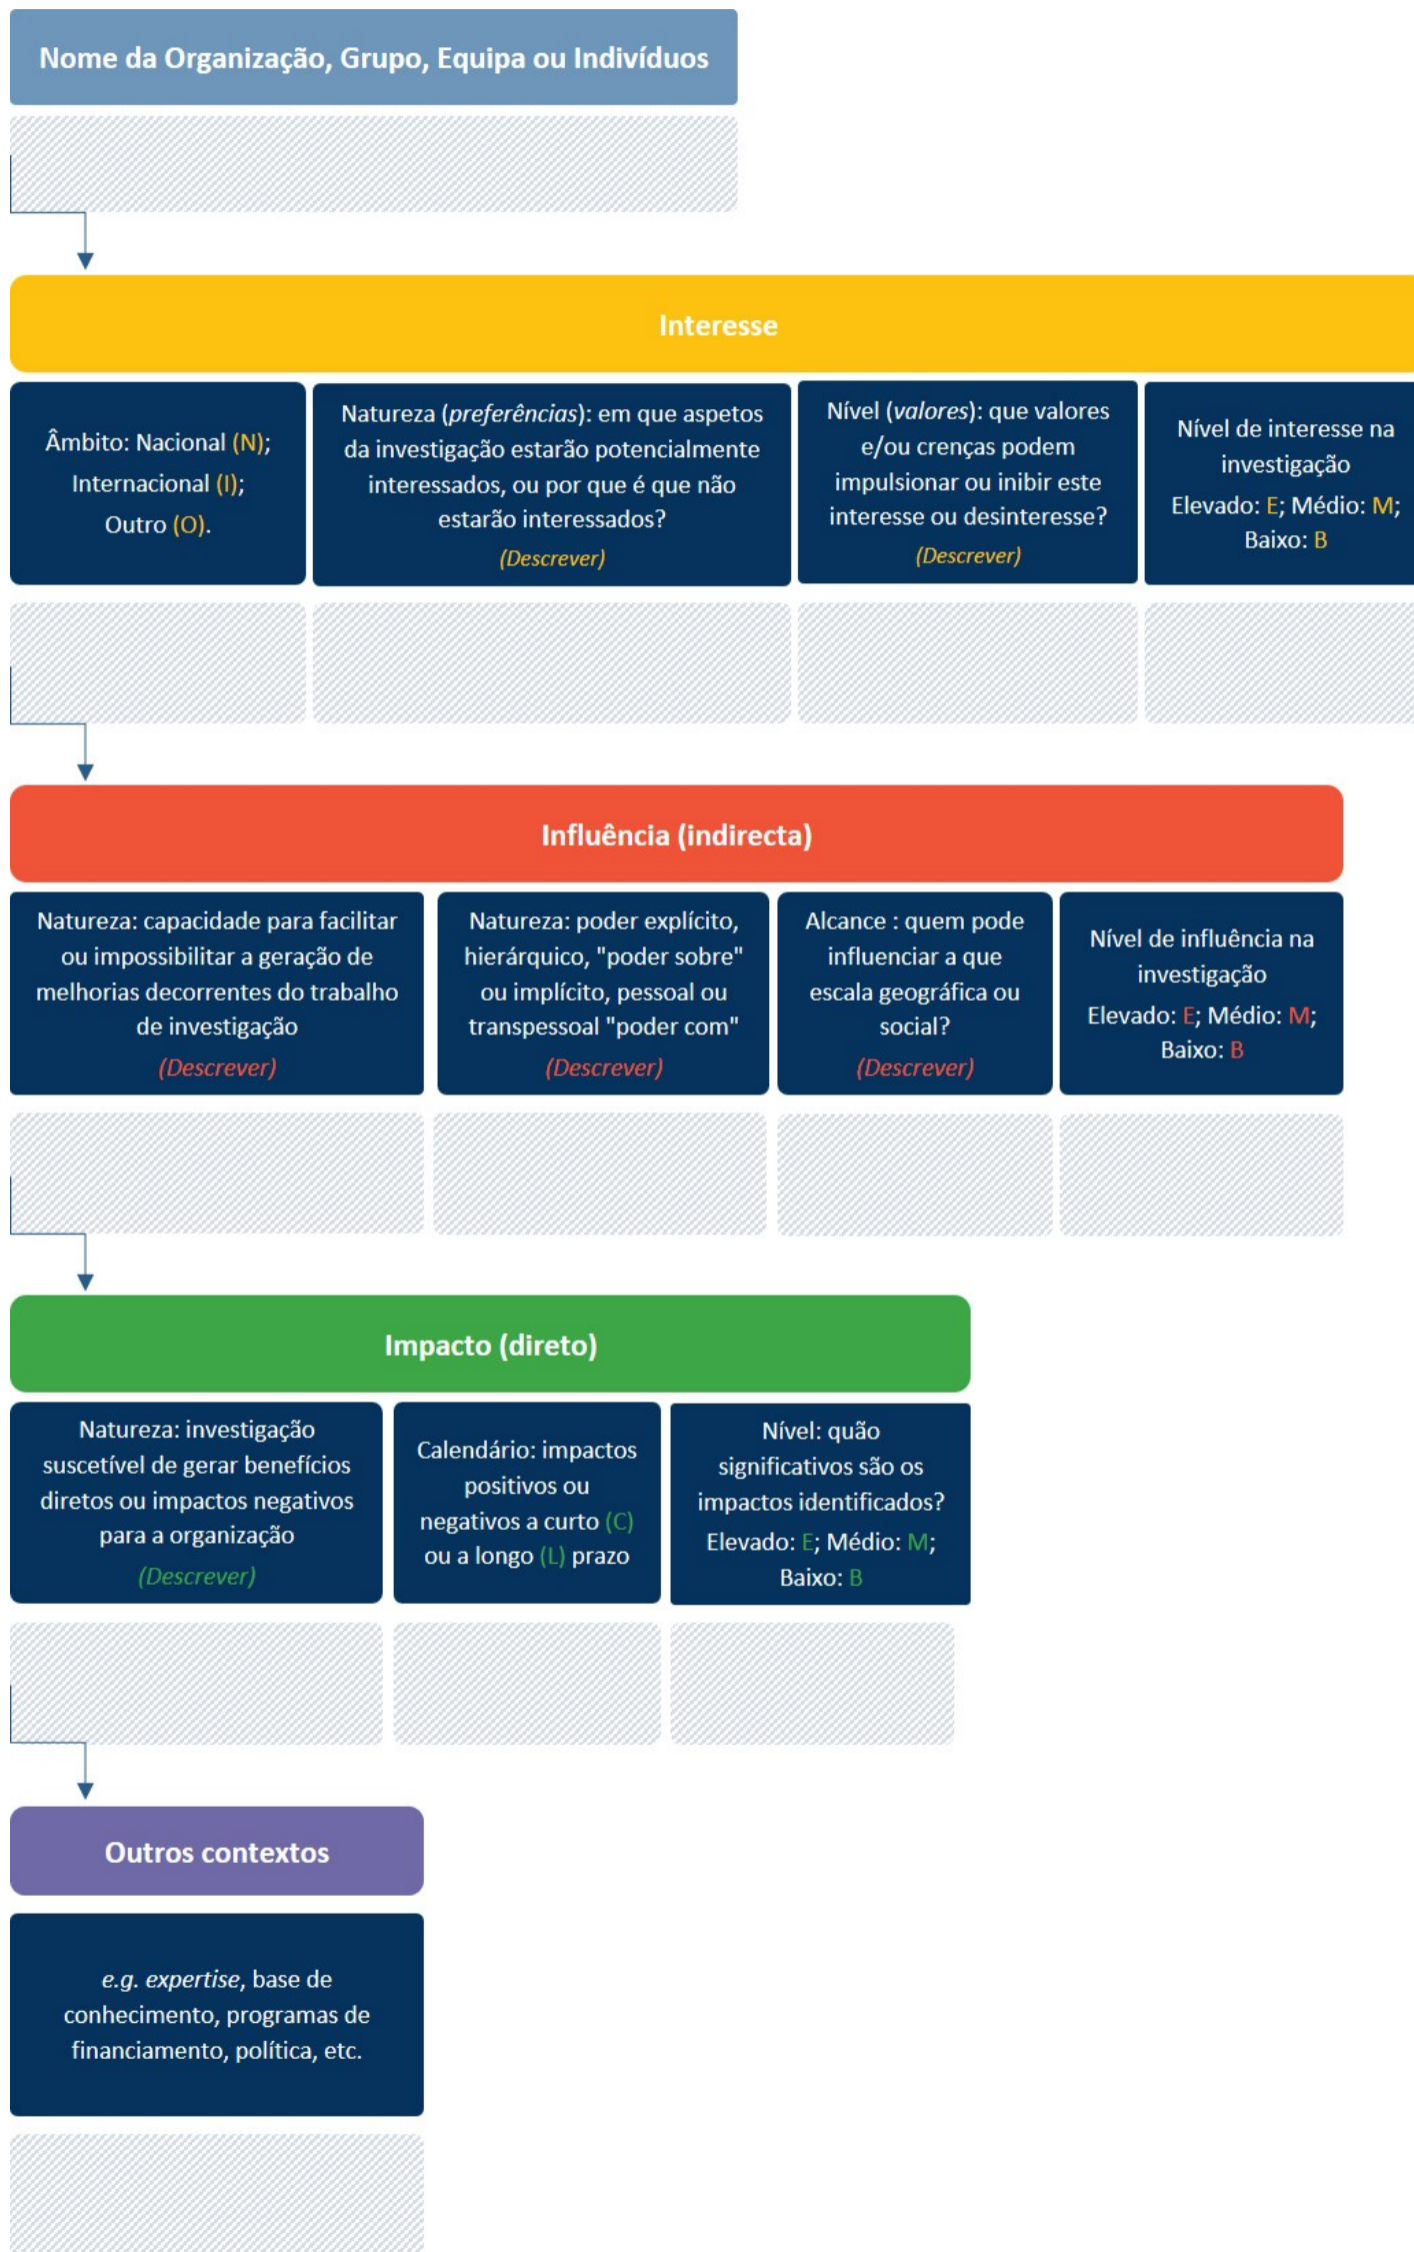 Nome da Organização, Grupo, Equipa ou Indivíduos
Interesse
Âmbito: Nacional (N);
Internacional (I);
Outro (O).
Natureza (preferências): em que aspetos
da investigação estarão potencialmente
interessados, ou por que é que não
estarão interessados?
(Descrever)
Nível (valores): que valores
e/ou crenças podem
impulsionar ou inibir este
interesse ou desinteresse?
(Descrever)
Nível de interesse na
investigação
Elevado: E; Médio: M;
Baixo: B
Influência (indirecta)
Natureza: capacidade para facilitar
ou impossibilitar a geração de
melhorias decorrentes do trabalho
de investigação
(Descrever)
Natureza: poder explícito,
hierárquico, "poder sobre"
ou implícito, pessoal ou
transpessoal "poder com"
(Descrever)
Alcance : quem pode
influenciar a que
escala geográfica ou
social?
(Descrever)
Nível de influência na
investigação
Elevado: E; Médio: M;
Baixo: B
Impacto (direto)
Natureza: investigação
suscetível de gerar benefícios
diretos ou impactos negativos
para a organização
(Descrever)
Calendário: impactos
positivos ou
negativos a curto (C)
ou a longo (L) prazo
Nível: quão
significativos são os
impactos identificados?
Elevado: E; Médio: M;
Baixo: B
Outros contextos
e.g. expertise, base de
conhecimento, programas de
financiamento, política, etc.